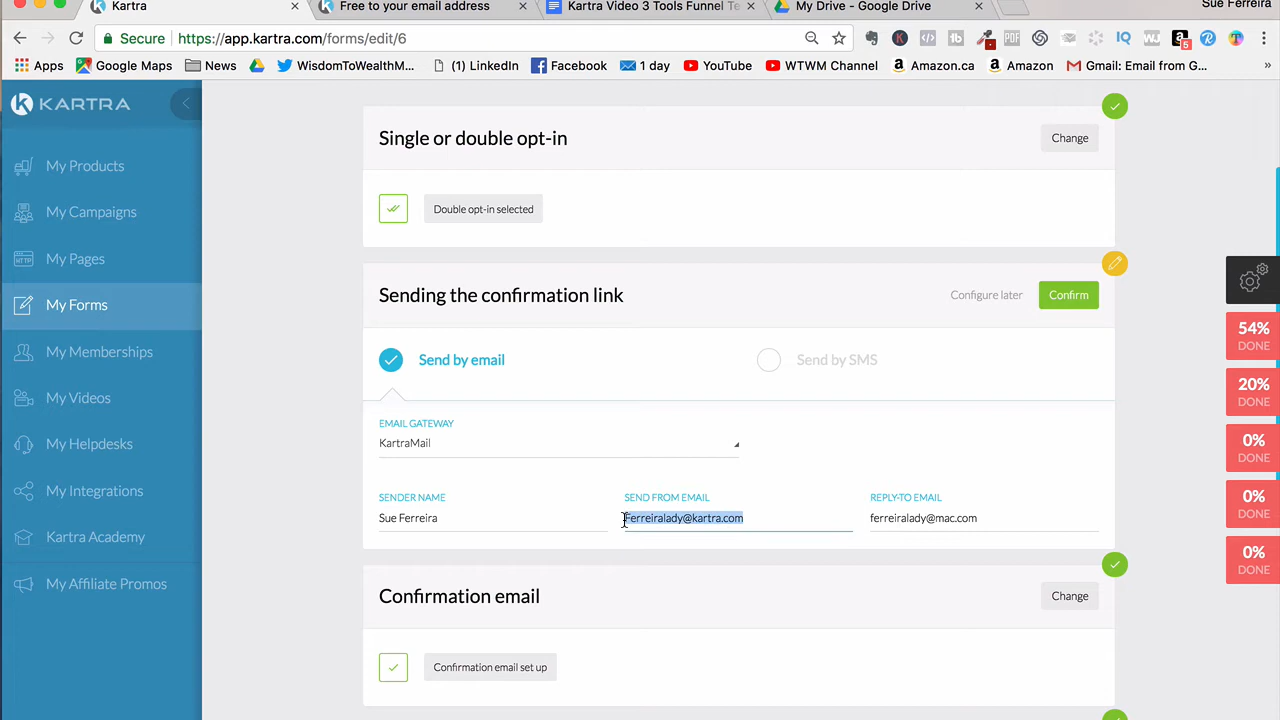 Kartra
Free to your email address
Kartra Video 3 Tools Funnel Te
My Drive - Google Drive
Sue Ferreira
Secure
https://app.kartra.com/forms/edit/6
Apps
Google Maps
News
WisdomToWealthM...
(1) LinkedIn
Facebook
1 day
YouTube
WTWM Channel
Amazon.ca
Amazon
Gmail: Email from G...
»
KARTRA
My Products
My Campaigns
My Pages
My Forms
My Memberships
My Videos
My Helpdesks
My Integrations
Kartra Academy
My Affiliate Promos
Single or double opt-in
Change
Double opt-in selected
Sending the confirmation link
Configure later
Confirm
Send by email
Send by SMS
EMAIL GATEWAY
KartraMail
SENDER NAME
Sue Ferreira
SEND FROM EMAIL
Ferreiralady@kartra.com
REPLY-TO EMAIL
ferreiralady@mac.com
Confirmation email
Change
Confirmation email set up
54%
DONE
20%
DONE
0%
DONE
0%
DONE
0%
DONE